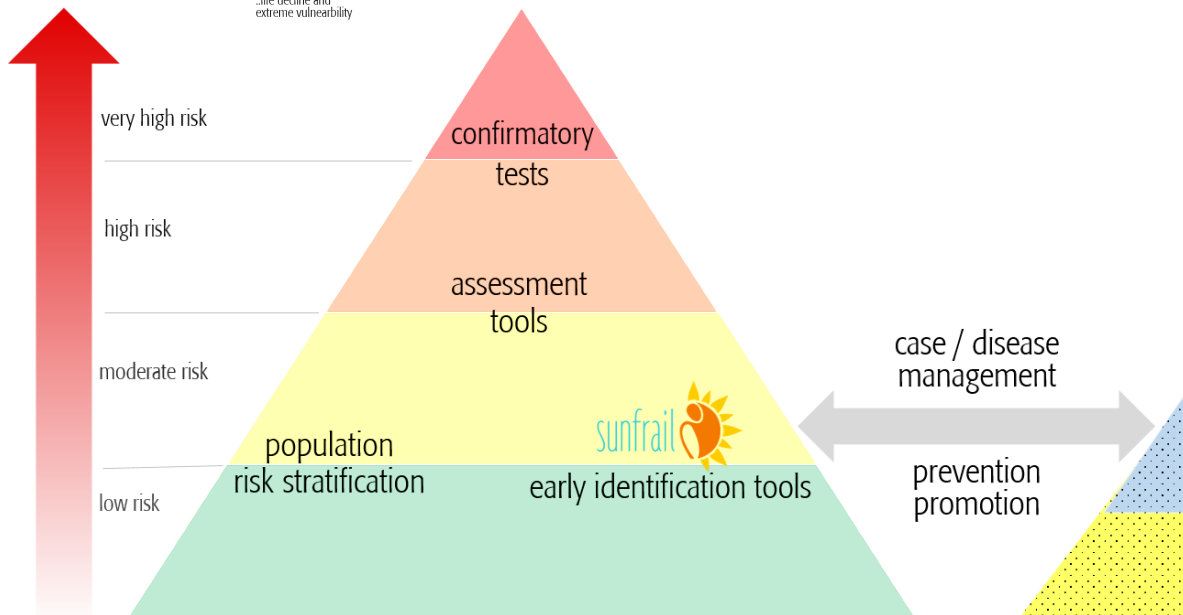 ..life decline and
extreme vulnearbility
very high risk
confirmatory
tests
high risk
assessment
tools
moderate risk
case / disease
management
sunfrail
population
risk stratification
early identification tools
low risk
prevention
promotion